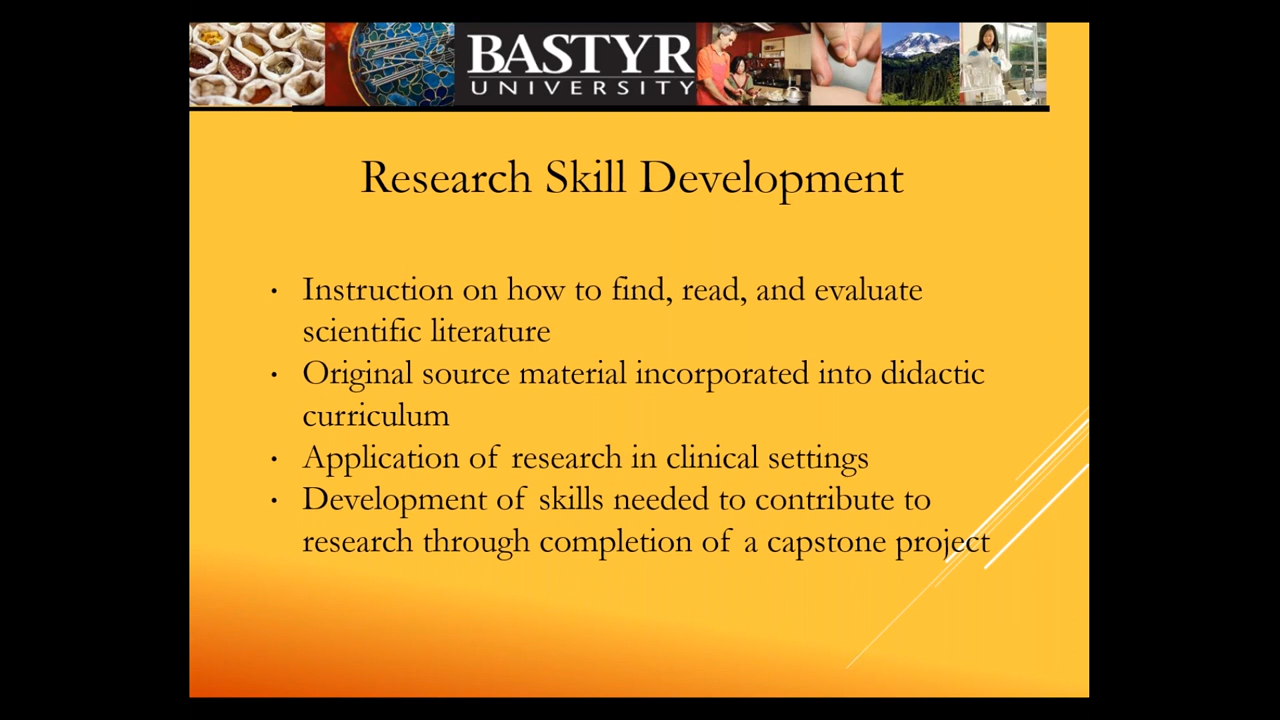 BASTYR
UNIVERSITY
Research Skill Development
• Instruction on how to find, read, and evaluate
scientific literature
• Original source material incorporated into didactic
curriculum
• Application of research in clinical settings
• Development of skills needed to contribute to
research through completion of a capstone project